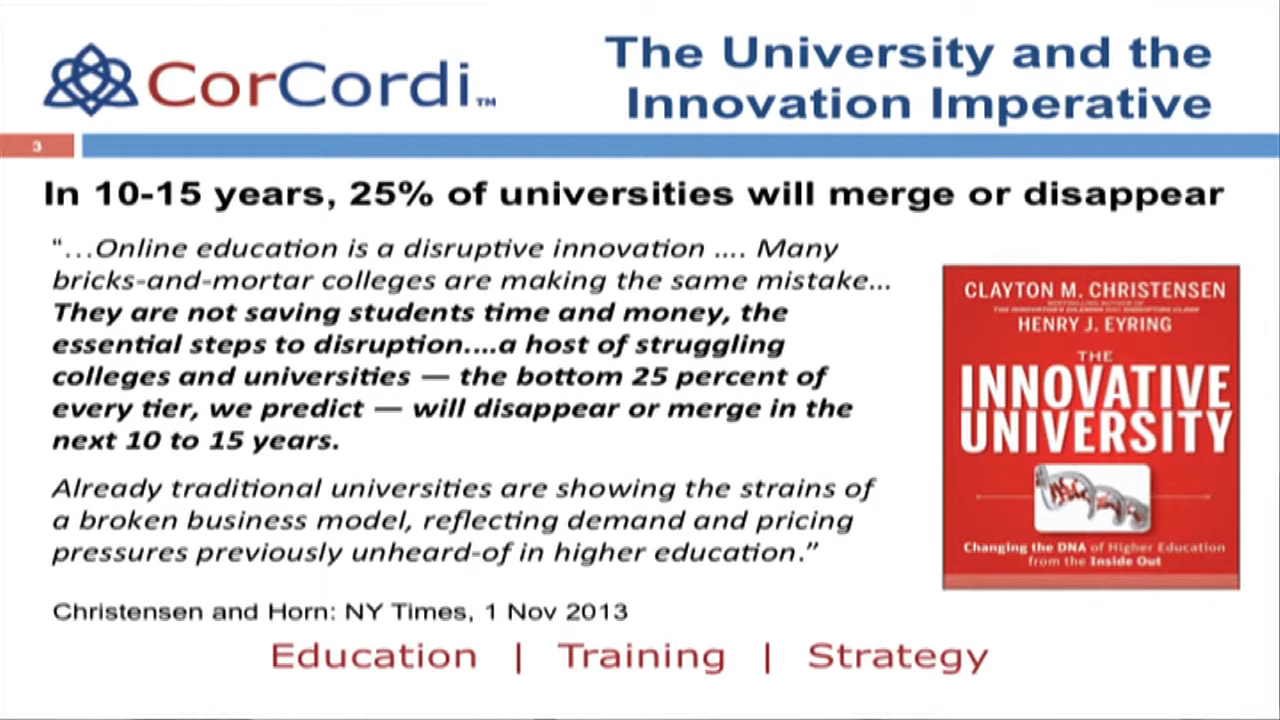 CorCordi™
The University and the
Innovation Imperative
3
In 10-15 years, 25% of universities will merge or disappear
“…Online education is a disruptive innovation .... Many
bricks-and-mortar colleges are making the same mistake…
They are not saving students time and money, the
essential steps to disruption….a host of struggling
colleges and universities — the bottom 25 percent of
every tier, we predict — will disappear or merge in the
next 10 to 15 years.
Already traditional universities are showing the strains of
a broken business model, reflecting demand and pricing
pressures previously unheard-of in higher education.”
Christensen and Horn: NY Times, 1 Nov 2013
CLAYTON M. CHRISTENSEN
HENRY J. EYRING
THE
INNOVATIVE
UNIVERSITY
Changing the DNA of Higher Education
from the Inside Out
Education | Training | Strategy